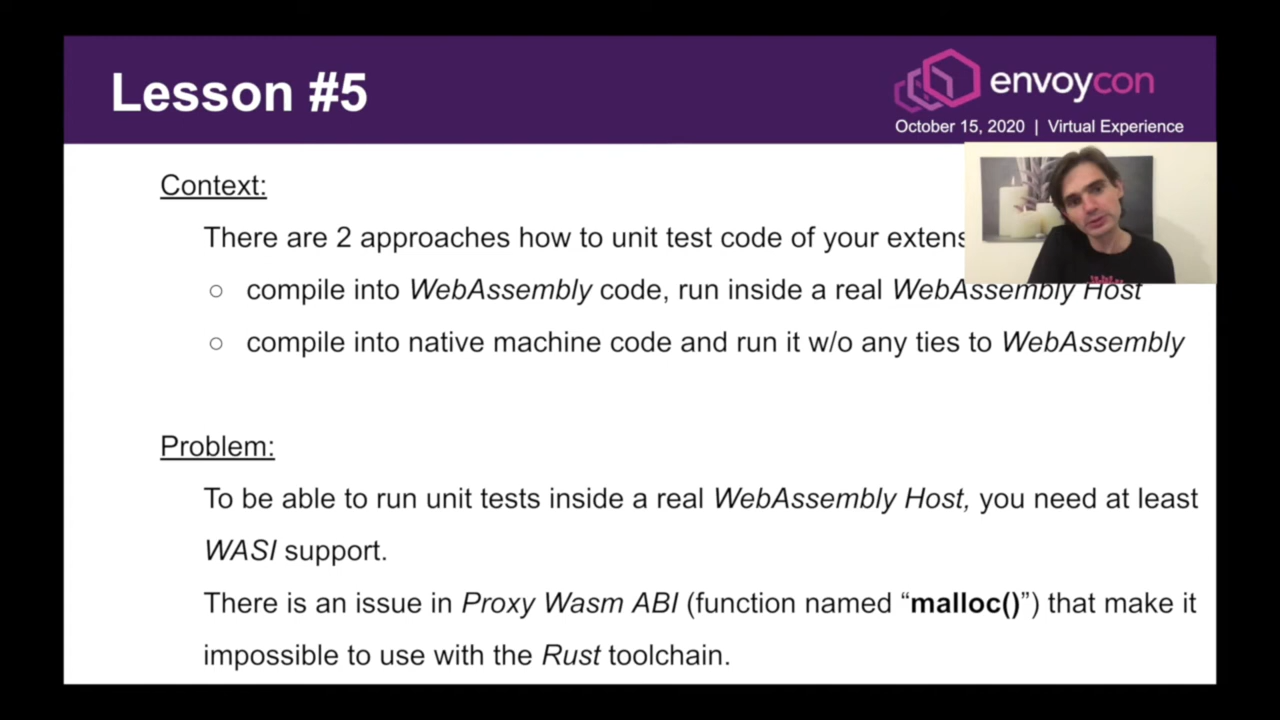 Lesson #5
envoycon
October 15, 2020 | Virtual Experience
Context:
There are 2 approaches how to unit test code of your
○ compile into WebAssembly code, run inside a real WebAssembly Host
○ compile into native machine code and run it w/o any ties to WebAssembly
Problem:
To be able to run unit tests inside a real WebAssembly Host, you need at least
WASI support.
There is an issue in Proxy Wasm ABI (function named “malloc()”) that make it
impossible to use with the Rust toolchain.